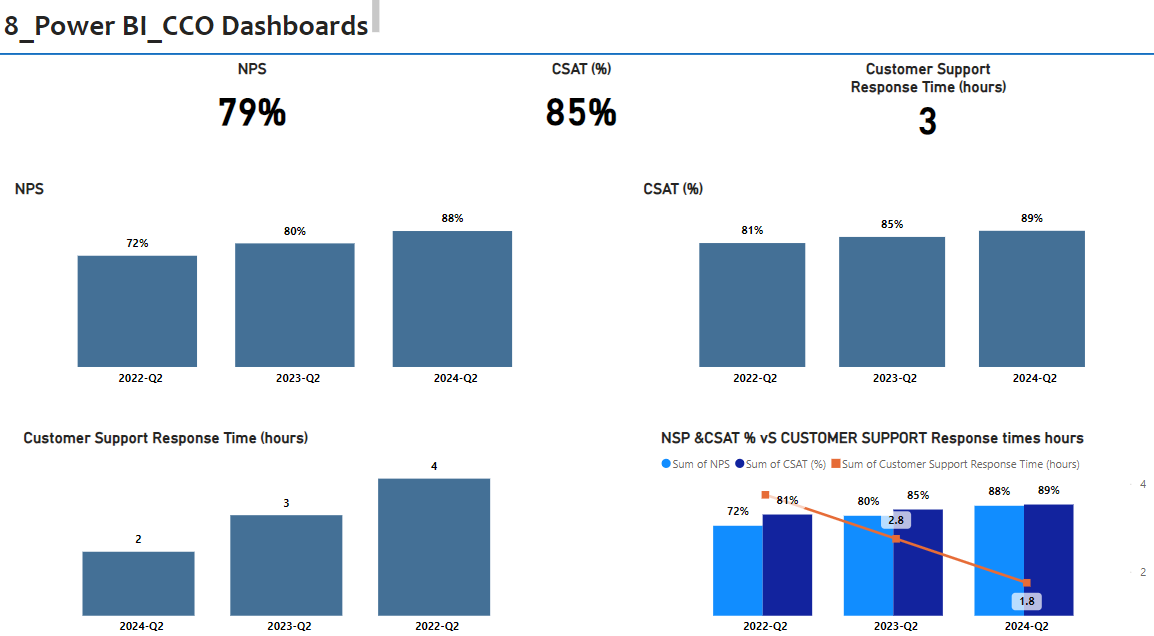 8_Power BI_CCO Dashboards
NPS
79%
CSAT (%)
85%
Customer Support
Response Time (hours)
3
NPS
72%
80%
88%
2022-Q2
2023-Q2
2024-Q2
CSAT (%)
81%
85%
89%
2022-Q2
2023-Q2
2024-Q2
Customer Support Response Time (hours)
2
3
4
2024-Q2
2023-Q2
2022-Q2
NSP &CSAT % vS CUSTOMER SUPPORT Response times hours
Sum of NPS Sum of CSAT (%) Sum of Customer Support Response Time (hours)
72%
81%
80%
85%
88%
89%
2.8
1.8
4
2
2022-Q2
2023-Q2
2024-Q2